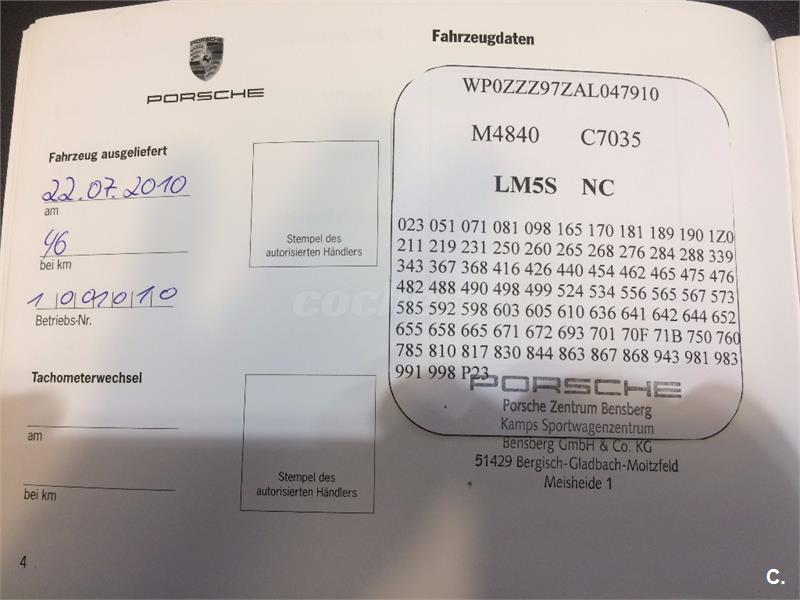 PORSCHE
PORSCHE
Fahrzeug ausgeliefert
22.07.2010
am
46
bei km
Betriebs-Nr.
Stempel des
autorisierten Händlers
Tachometerwechsel
am
bei km
Stempel des
autorisierten Händlers
4
Fahrzeugdaten
WP0ZZZ97ZAL047910
M4840 C7035
LM5S NC
023 051 071 081 098 165 170 181 189 190 1Z0
211 219 231 250 260 265 268 276 284 288 339
343 367 368 416 426 440 454 462 465 475 476
482 488 490 498 499 524 534 556 565 567 573
585 592 598 603 605 610 636 641 642 644 652
655 658 665 671 672 693 701 70F 71B 750 760
785 810 817 830 844 863 867 868 943 981 983
991 998 P23
PORSCHE
Porsche Zentrum Bensberg
Kamps Sportwagenzentrum
Bensberg GmbH & Co. KG
51429 Bergisch-Gladbach-Moitzfeld
Meisheide 1
C.